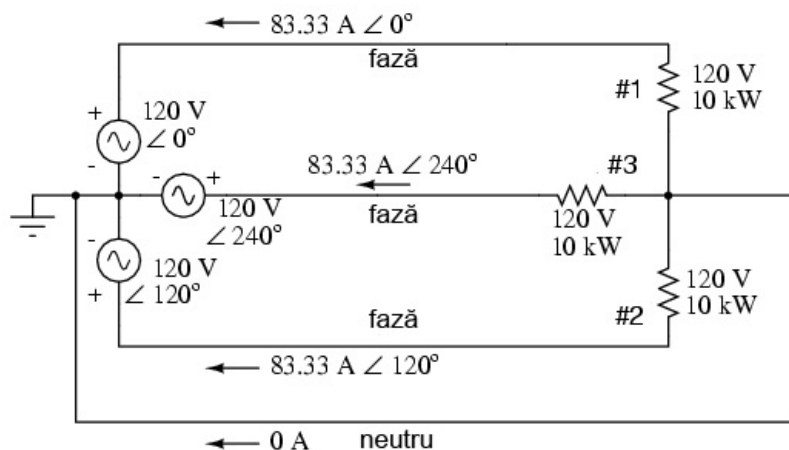 83.33 A ∠ 0°
fază
120 V
10 kW
#1
+
120 V
∠ 0°
-
83.33 A ∠ 240°
#3
-
+
120 V
∠ 240°
fază
120 V
10 kW
-
120 V
∠ 120°
+
120 V
10 kW
#2
fază
83.33 A ∠ 120°
0 A
neutru